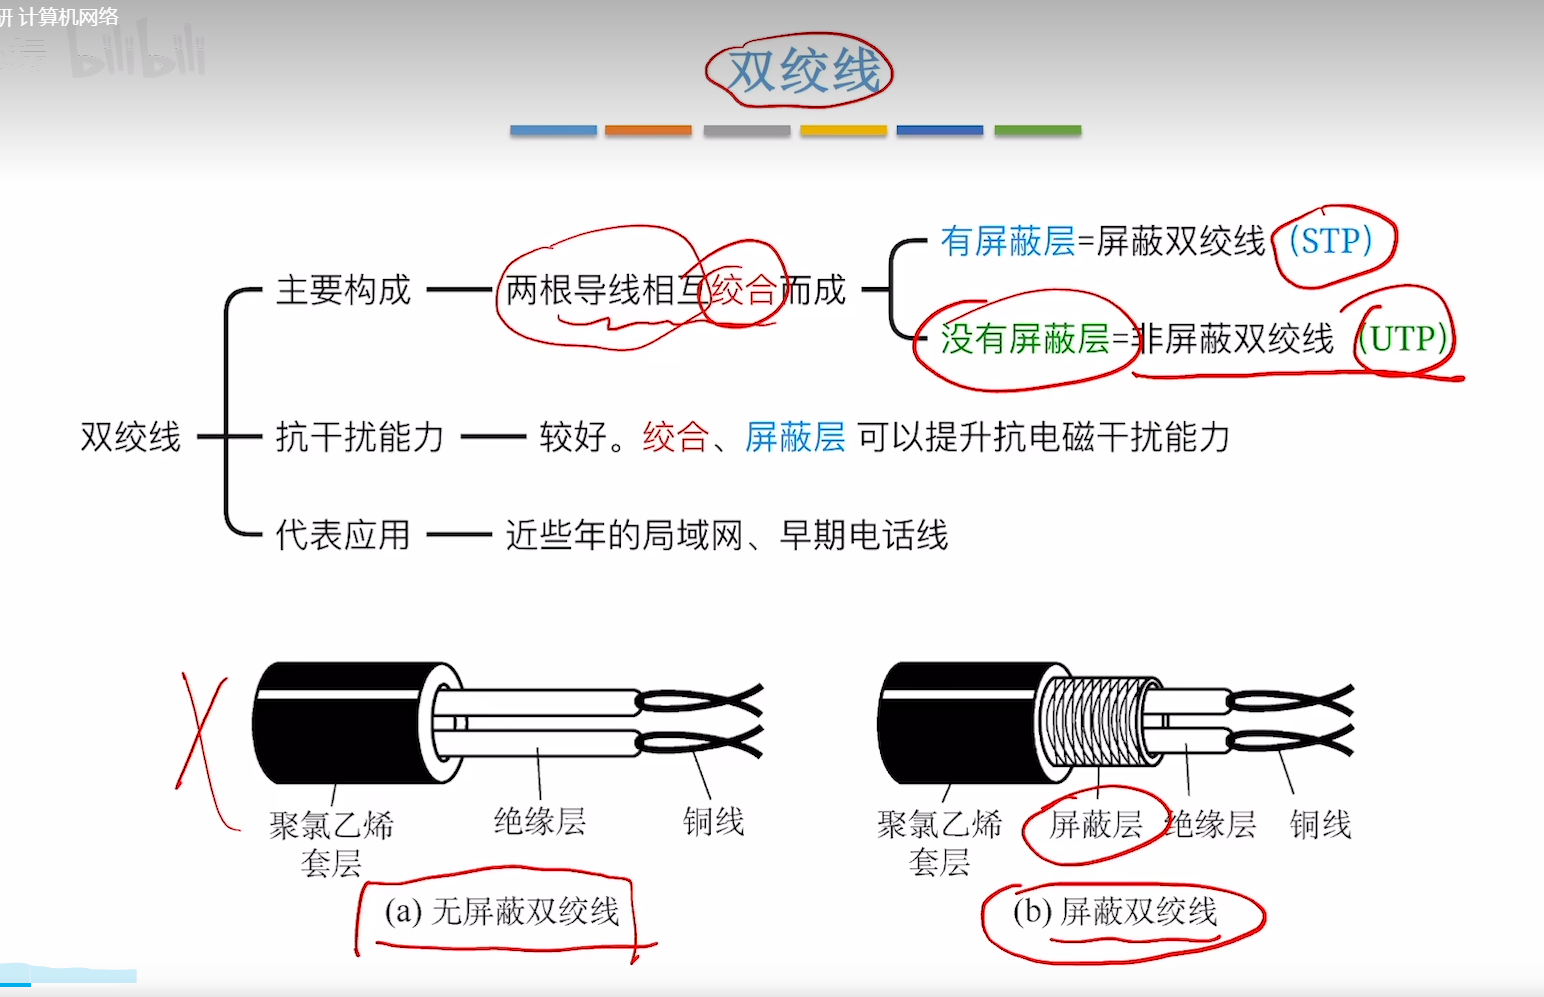 研 计算机网络
bilibili
双绞线
有屏蔽层=屏蔽双绞线 (STP)
主要构成 两根导线相互绞合而成
没有屏蔽层=非屏蔽双绞线 (UTP)
双绞线 抗干扰能力 较好。绞合、屏蔽层 可以提升抗电磁干扰能力
代表应用 近些年的局域网、早期电话线
聚氯乙烯 绝缘层 铜线
套层
(a) 无屏蔽双绞线
聚氯乙烯 屏蔽层 绝缘层 铜线
套层
(b) 屏蔽双绞线